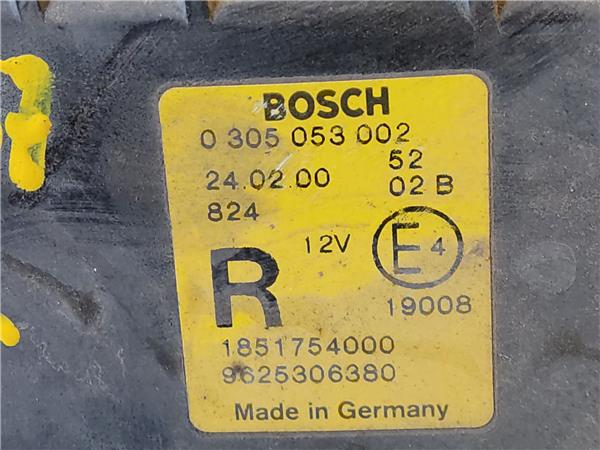 BOSCH
0 305 053 002
24.02.00 52
824 02 B
12V E4
R 19008
1851754000
9625306380
Made in Germany